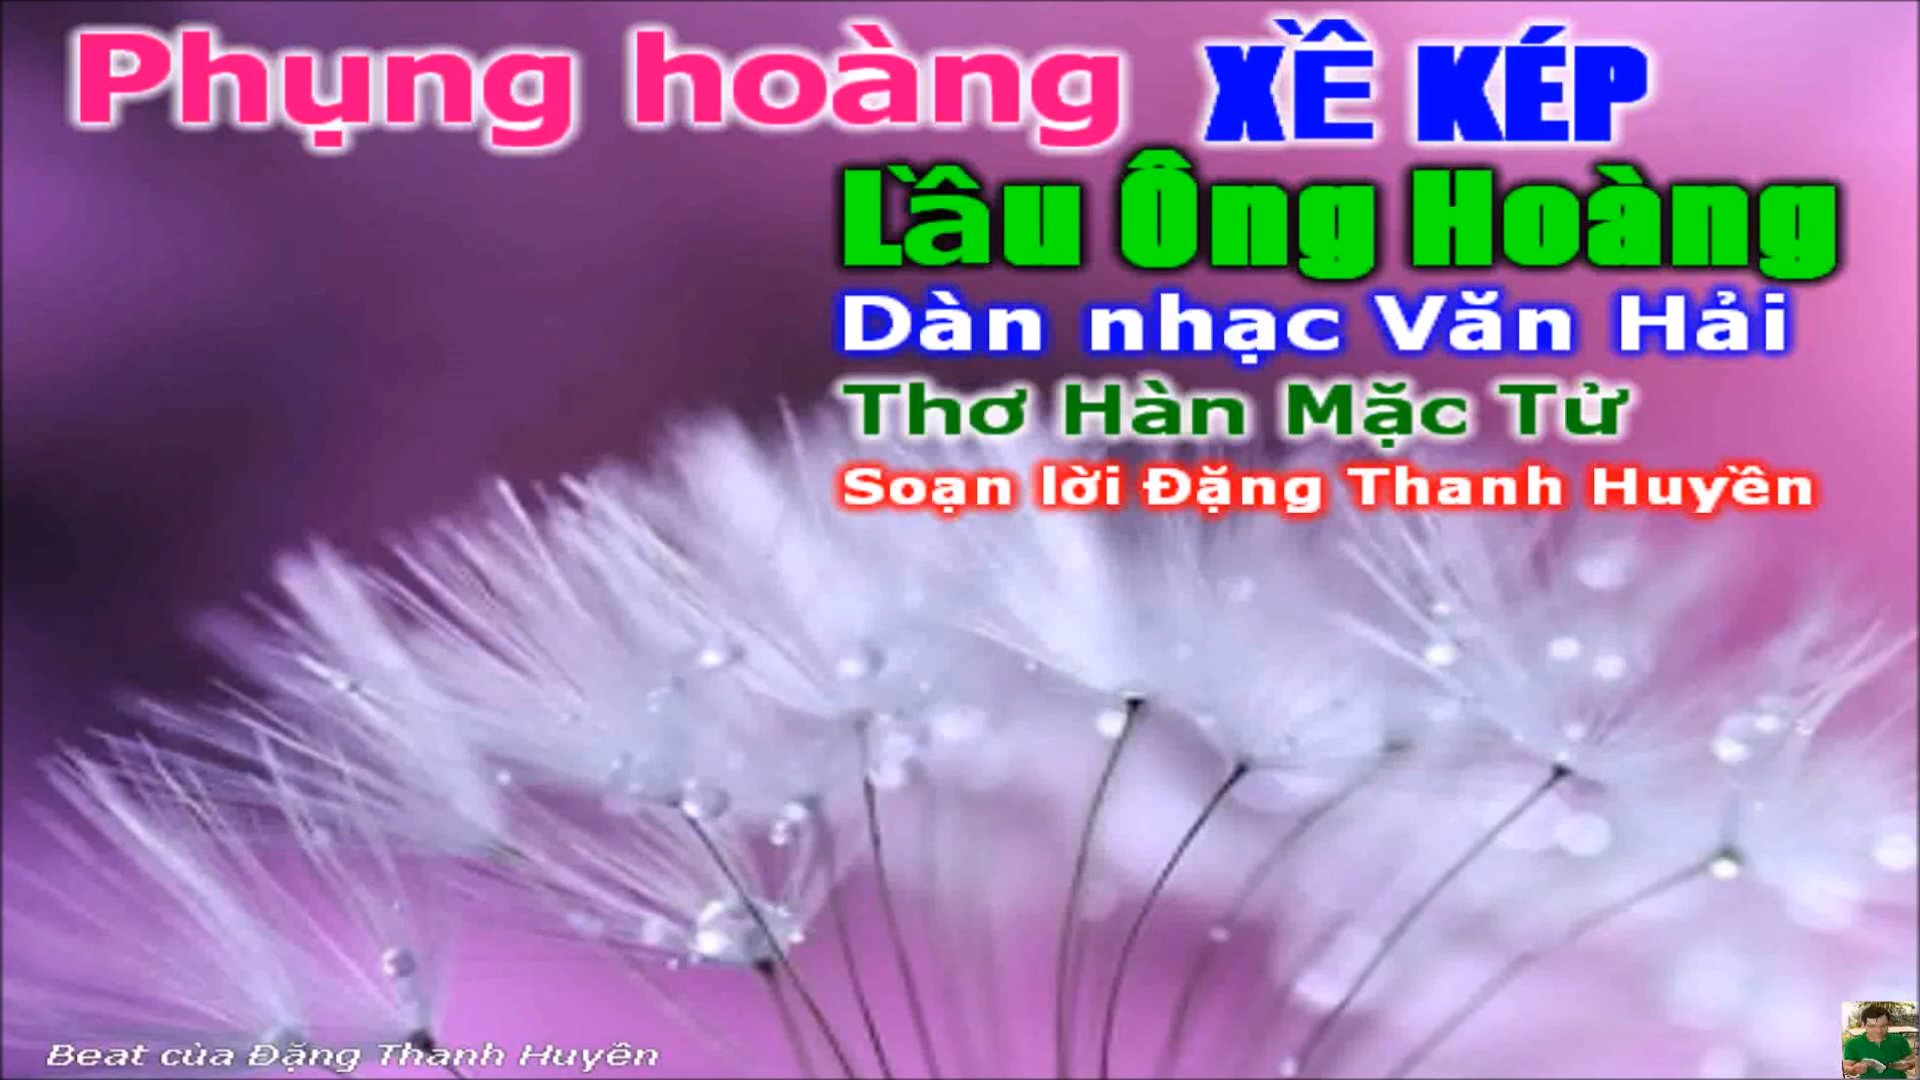 Phụng hoàng XỀ KÉP
Lầu Ông Hoàng
Dàn nhạc Văn Hải
Thơ Hàn Mặc Tử
Soạn lời Đặng Thanh Huyền
Beat của Đặng Thanh Huyên